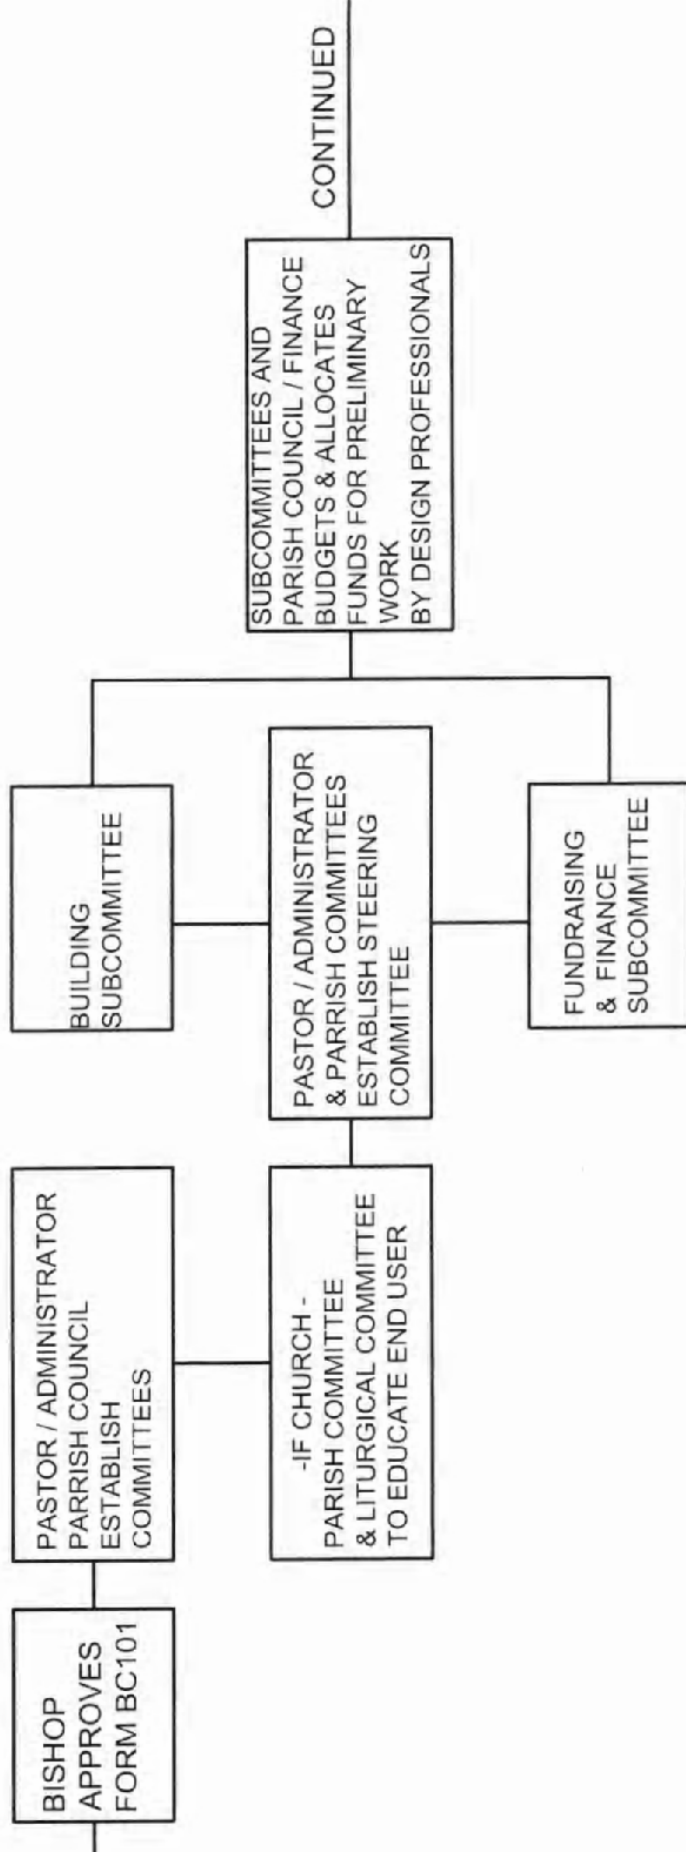 BISHOP
APPROVES
FORM BC101
PASTOR / ADMINISTRATOR
PARRISH COUNCIL
ESTABLISH
COMMITTEES
-IF CHURCH -
PARISH COMMITTEE
& LITURGICAL COMMITTEE
TO EDUCATE END USER
BUILDING
SUBCOMMITTEE
PASTOR / ADMINISTRATOR
& PARRISH COMMITTEES
ESTABLISH STEERING
COMMITTEE
FUNDRAISING
& FINANCE
SUBCOMMITTEE
SUBCOMMITTEES AND
PARISH COUNCIL / FINANCE
BUDGETS & ALLOCATES
FUNDS FOR PRELIMINARY
WORK
BY DESIGN PROFESSIONALS
CONTINUED